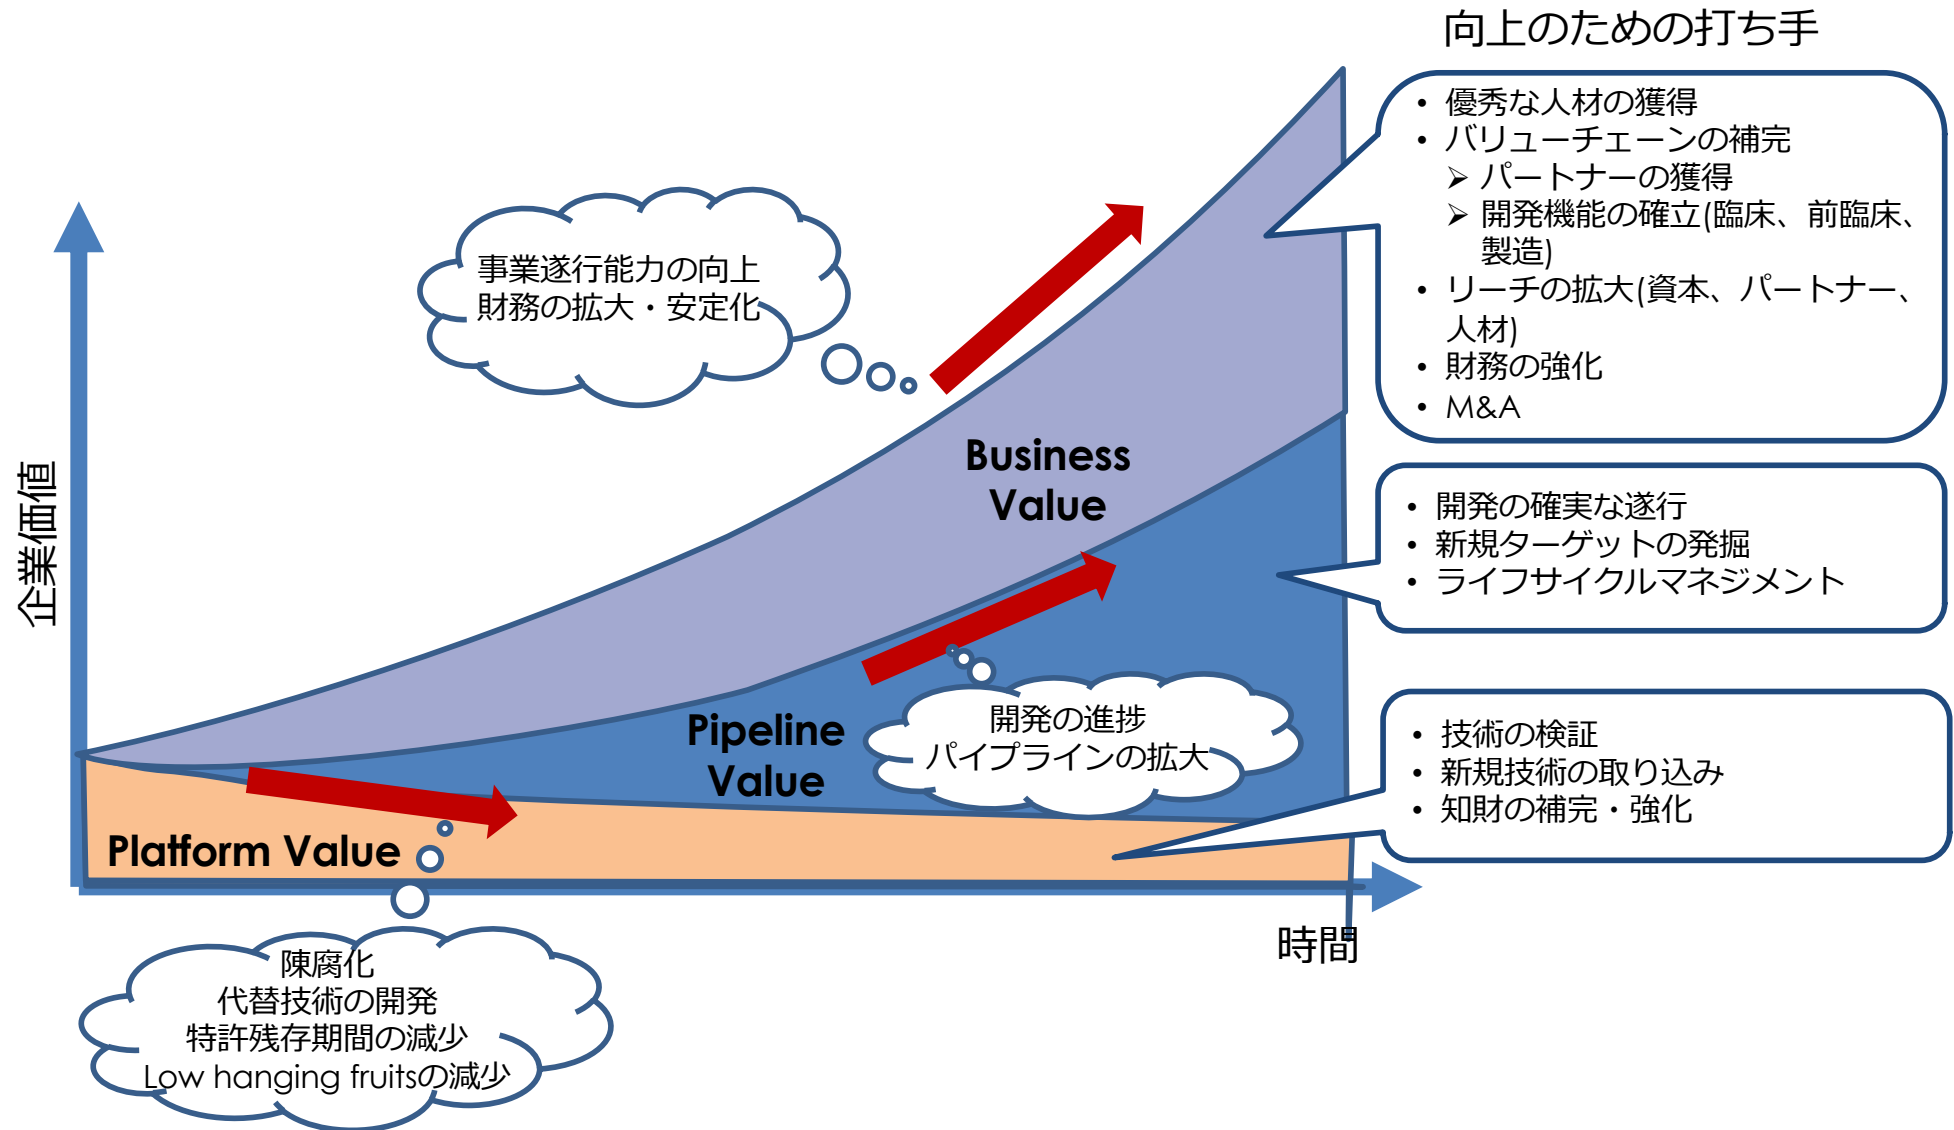 向上のための打ち手
• 優秀な人材の獲得
• バリューチェーンの補完
➢ パートナーの獲得
➢ 開発機能の確立(臨床、前臨床、
製造)
• リーチの拡大(資本、パートナー、
人材)
• 財務の強化
• M&A
事業遂行能力の向上
財務の拡大・安定化
企業価値
Business
Value
• 開発の確実な遂行
• 新規ターゲットの発掘
• ライフサイクルマネジメント
Pipeline
Value
開発の進捗
パイプラインの拡大
• 技術の検証
• 新規技術の取り込み
• 知財の補完・強化
Platform Value
時間
陳腐化
代替技術の開発
特許残存期間の減少
Low hanging fruitsの減少